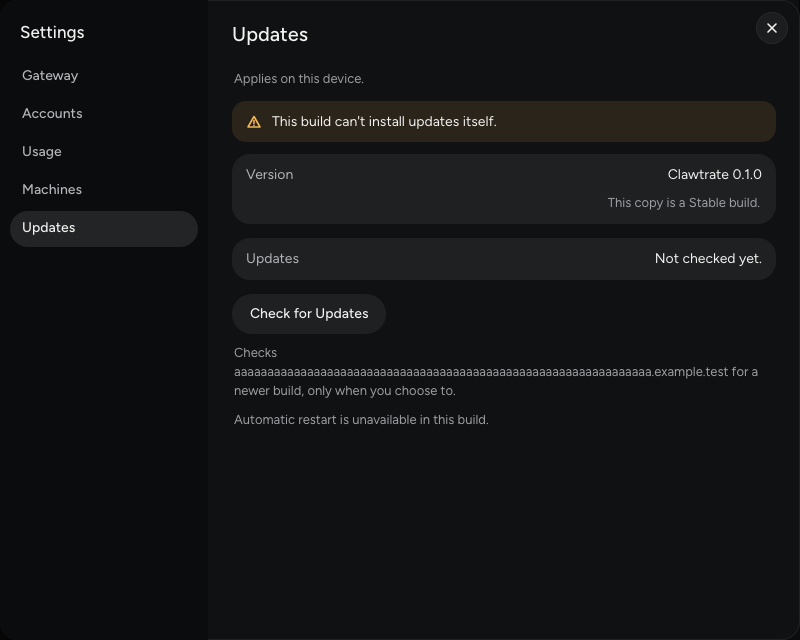 Settings
Gateway
Accounts
Usage
Machines
Updates
Updates
Applies on this device.
This build can't install updates itself.
Version
Clawtrate 0.1.0
This copy is a Stable build.
Updates
Not checked yet.
Check for Updates
Checks
aaaaaaaaaaaaaaaaaaaaaaaaaaaaaaaaaaaaaaaaaaaaaaaaaaaaaaaaaaaaaaa.example.test for a
newer build, only when you choose to.
Automatic restart is unavailable in this build.